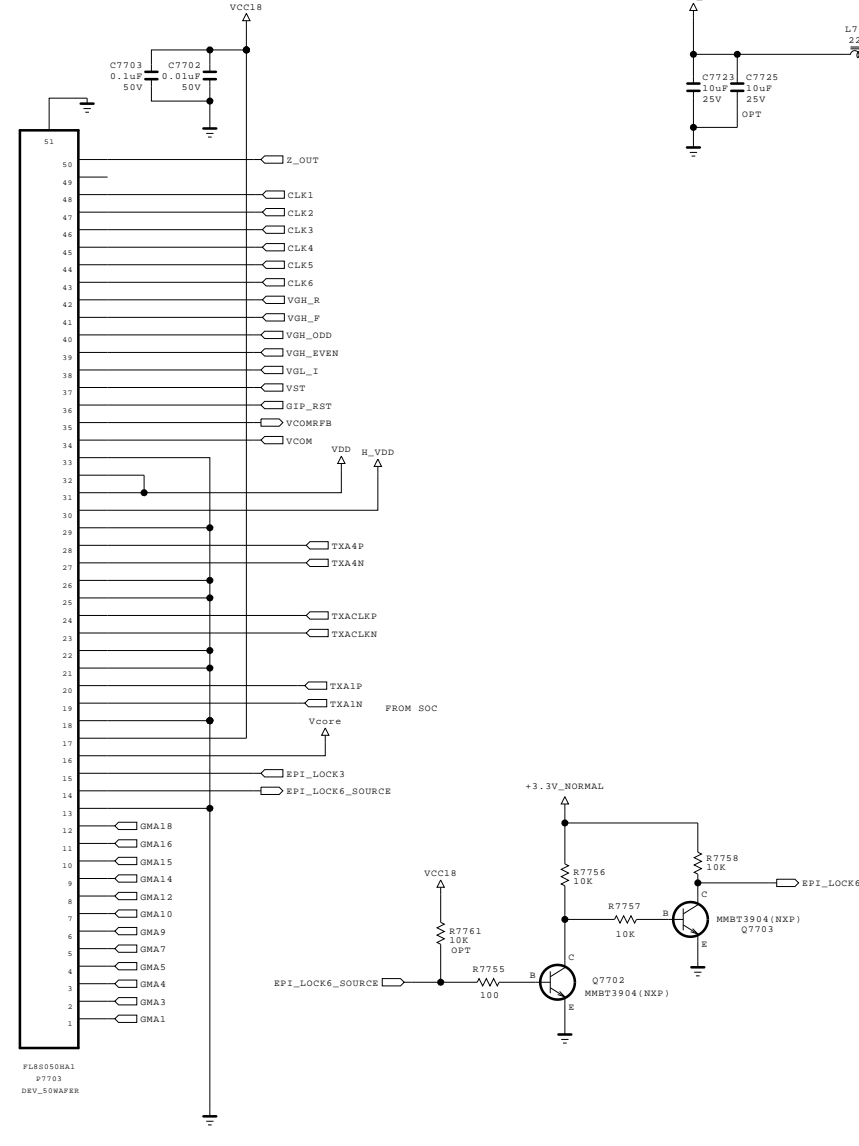 VCC18
L7
22
C7703
0.1uF
50V
C7702
0.01uF
50V
C7723
10uF
25V
C7725
10uF
25V
OPT
51
50
Z_OUT
49
48
CLK1
47
CLK2
46
CLK3
45
CLK4
44
CLK5
43
CLK6
42
VGH_R
41
VGH_F
40
VGH_ODD
39
VGH_EVEN
38
VGL_I
37
VST
36
GIP_RST
35
VCOMRFB
34
VCOM
33
VDD
H_VDD
32
31
30
29
28
TXA4P
27
TXA4N
26
25
24
TXACLKP
23
TXACLKN
22
21
20
TXA1P
19
TXA1N
FROM SOC
18
Vcore
17
16
15
EPI_LOCK3
14
EPI_LOCK6_SOURCE
13
12
GMA18
11
GMA16
10
GMA15
9
GMA14
8
GMA12
7
GMA10
6
GMA9
5
GMA7
4
GMA5
3
GMA4
2
GMA3
1
GMA1
FL8S050HA1
P7703
DEV_50WAFER
+3.3V_NORMAL
R7756
10K
R7758
10K
EPI_LOCK6
C
VCC18
R7757
10K
B
MMBT3904(NXP)
Q7703
E
R7761
10K
OPT
C
EPI_LOCK6_SOURCE
R7755
100
B
Q7702
MMBT3904(NXP)
E